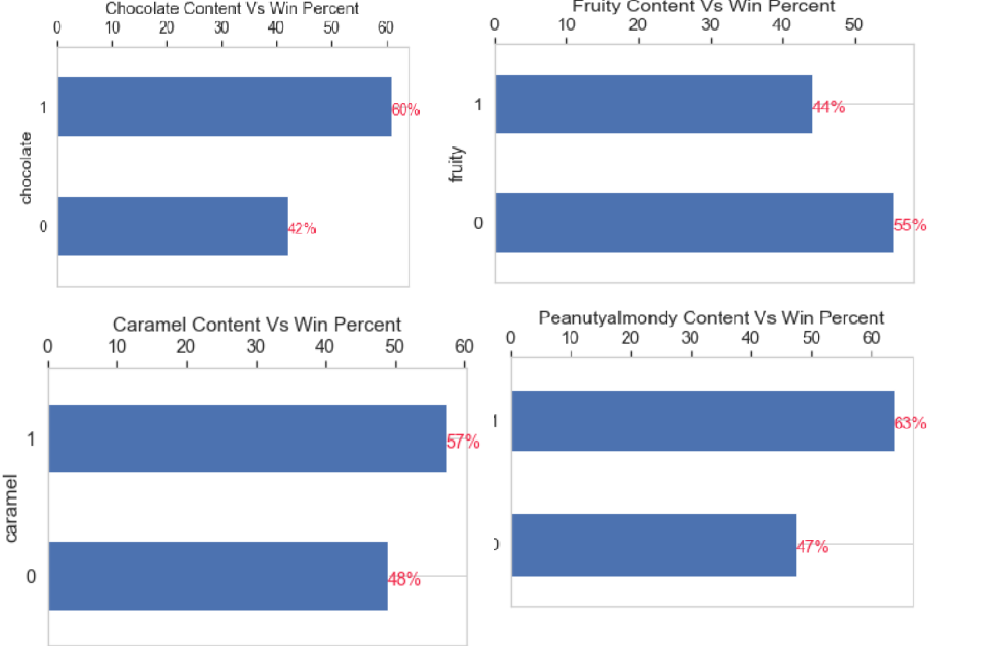 Chocolate Content Vs Win Percent
0 10 20 30 40 50 60
chocolate
1
60%
0
42%
Fruity Content Vs Win Percent
0 10 20 30 40 50
fruity
1
44%
0
55%
Caramel Content Vs Win Percent
0 10 20 30 40 50 60
caramel
1
57%
0
48%
Peanutyalmondy Content Vs Win Percent
0 10 20 30 40 50 60
1
63%
0
47%